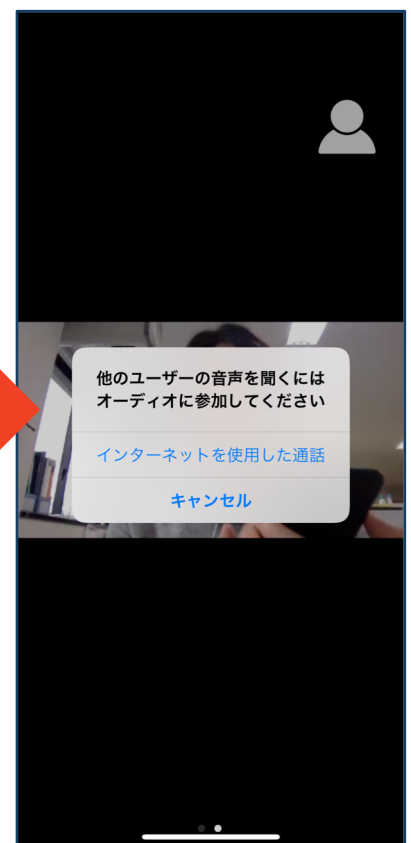 他のユーザーの音声を聞くには
オーディオに参加してください
インターネットを使用した通話
キャンセル